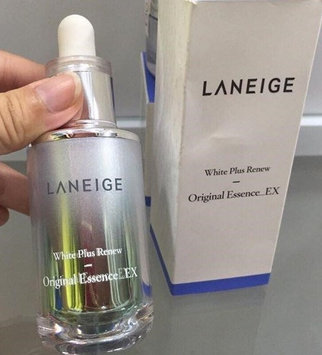 LANEIGE
White Plus Renew
Original Essence_EX
LANEIGE
White Plus Renew
Original Essence_EX